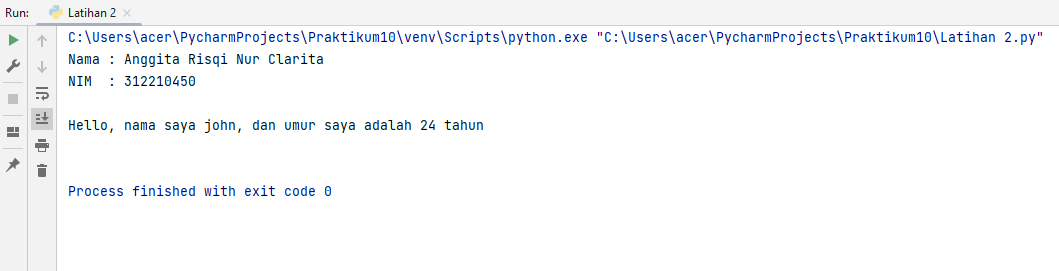 Run: Latihan 2
C:\Users\acer\PycharmProjects\Praktikum10\venv\Scripts\python.exe "C:\Users\acer\PycharmProjects\Praktikum10\Latihan 2.py"
Nama : Anggita Risqi Nur Clarita
NIM  : 312210450
Hello, nama saya john, dan umur saya adalah 24 tahun
Process finished with exit code 0